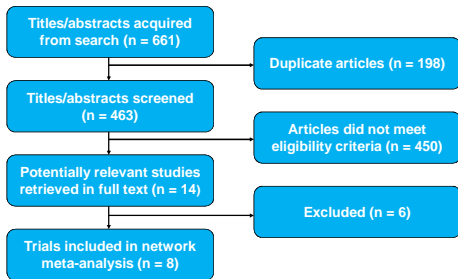 Titles/abstracts acquired
from search (n = 661)
Duplicate articles (n = 198)
Titles/abstracts screened
(n = 463)
Articles did not meet
eligibility criteria (n = 450)
Potentially relevant studies
retrieved in full text (n = 14)
Excluded (n = 6)
Trials included in network
meta-analysis (n = 8)